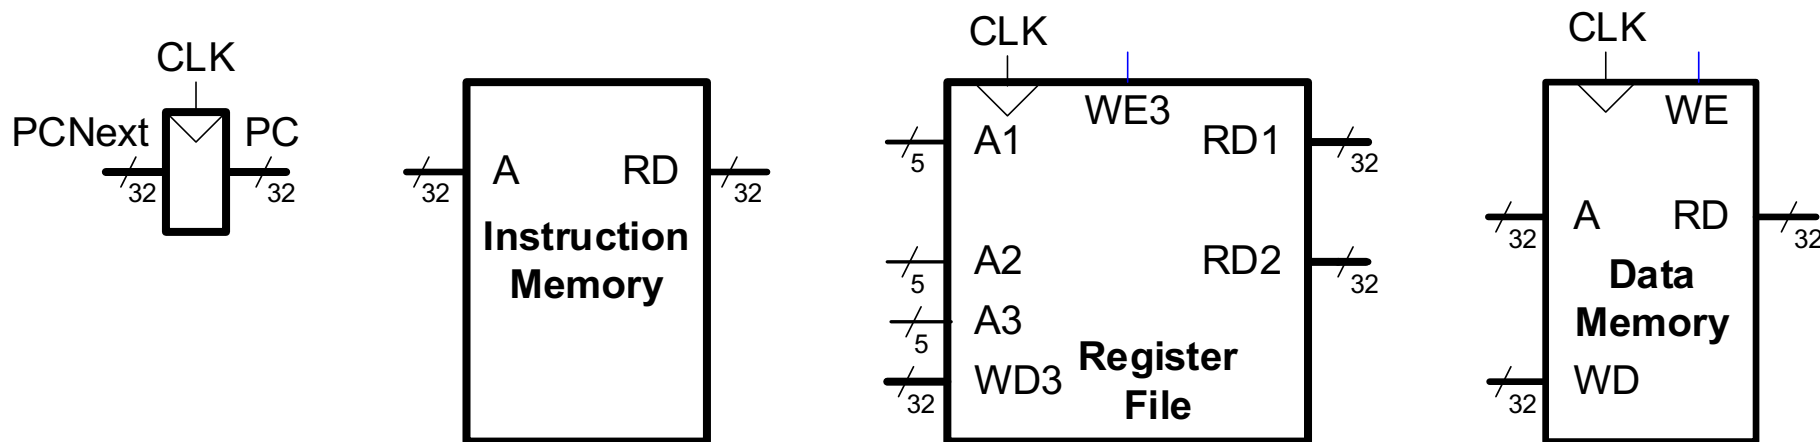 CLK
PCNext PC
32 32
A RD
32 32
Instruction
Memory
CLK
WE3
A1 RD1
5 32
A2 RD2
5 32
A3
5
WD3
32
Register
File
CLK
WE
A RD
32 32
Data
Memory
WD
32